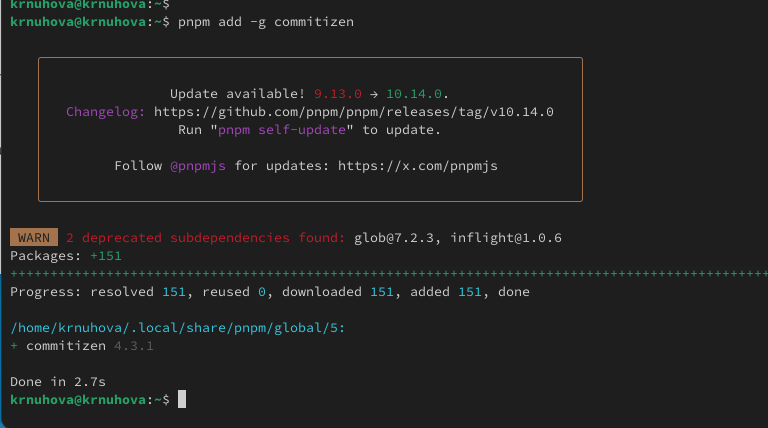 krnuhova@krnuhova:~$
krnuhova@krnuhova:~$ pnpm add -g commitizen
Update available! 9.13.0 → 10.14.0.
Changelog: https://github.com/pnpm/pnpm/releases/tag/v10.14.0
Run "pnpm self-update" to update.
Follow @pnpmjs for updates: https://x.com/pnpmjs
WARN 2 deprecated subdependencies found: glob@7.2.3, inflight@1.0.6
Packages: +151
++++++++++++++++++++++++++++++++++++++++++++++++++++++++++++++++++++++++++++++++++++++++++++++
Progress: resolved 151, reused 0, downloaded 151, added 151, done
/home/krnuhova/.local/share/pnpm/global/5:
+ commitizen 4.3.1
Done in 2.7s
krnuhova@krnuhova:~$